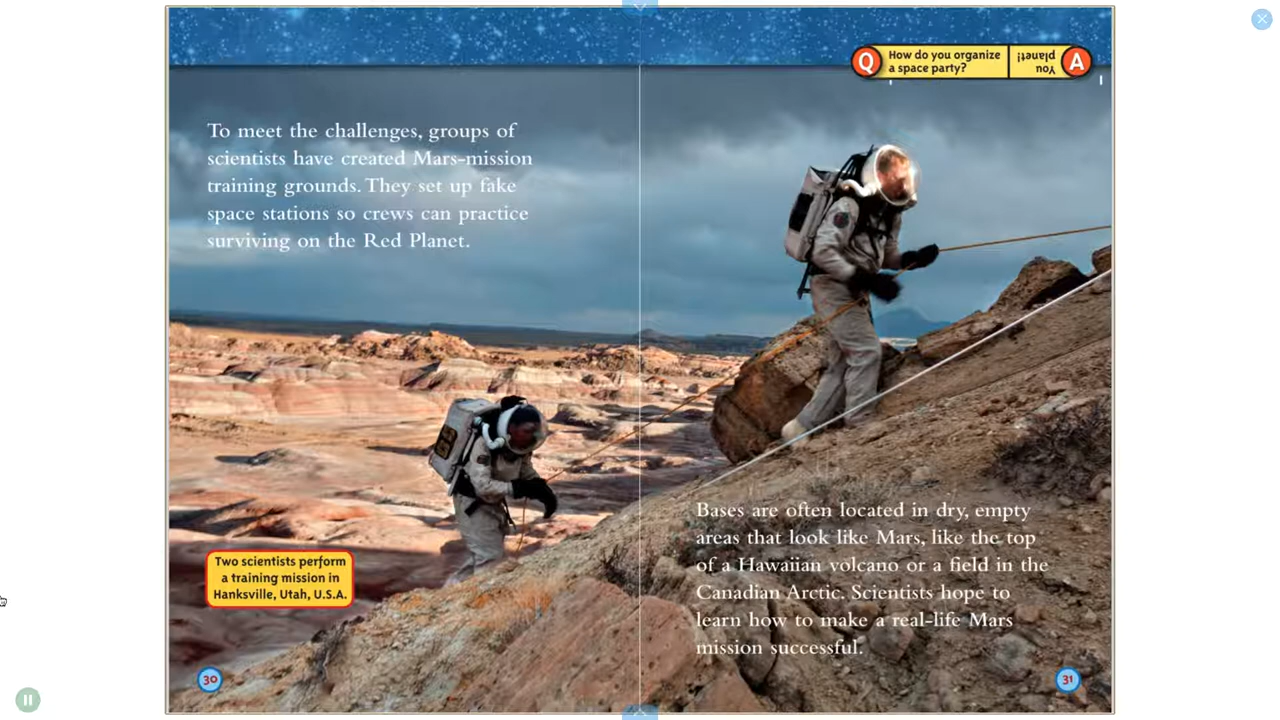 Q
How do you organize
a space party?
You
planet!
A
To meet the challenges, groups of
scientists have created Mars-mission
training grounds. They set up fake
space stations so crews can practice
surviving on the Red Planet.
Two scientists perform
a training mission in
Hanksville, Utah, U.S.A.
30
Bases are often located in dry, empty
areas that look like Mars, like the top
of a Hawaiian volcano or a field in the
Canadian Arctic. Scientists hope to
learn how to make a real-life Mars
mission successful.
31